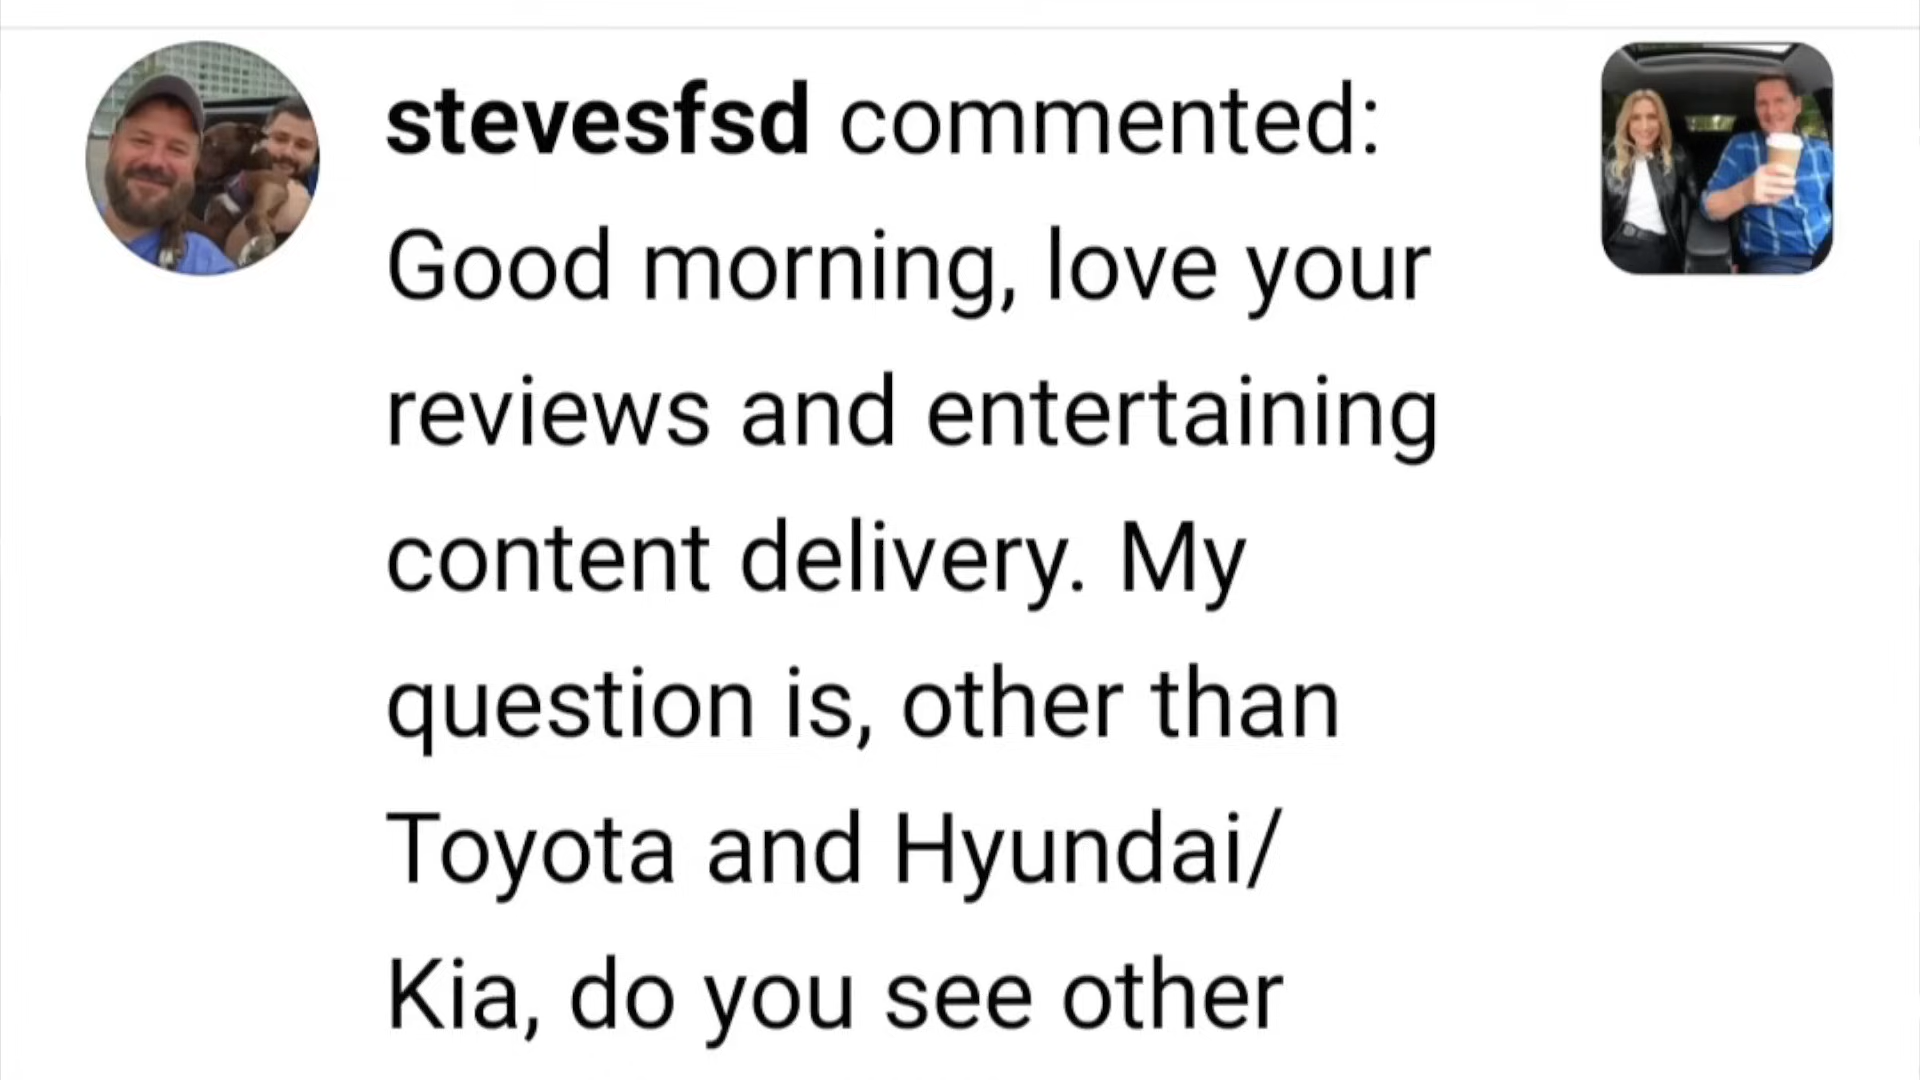 stevesfsd commented:
Good morning, love your
reviews and entertaining
content delivery. My
question is, other than
Toyota and Hyundai/
Kia, do you see other